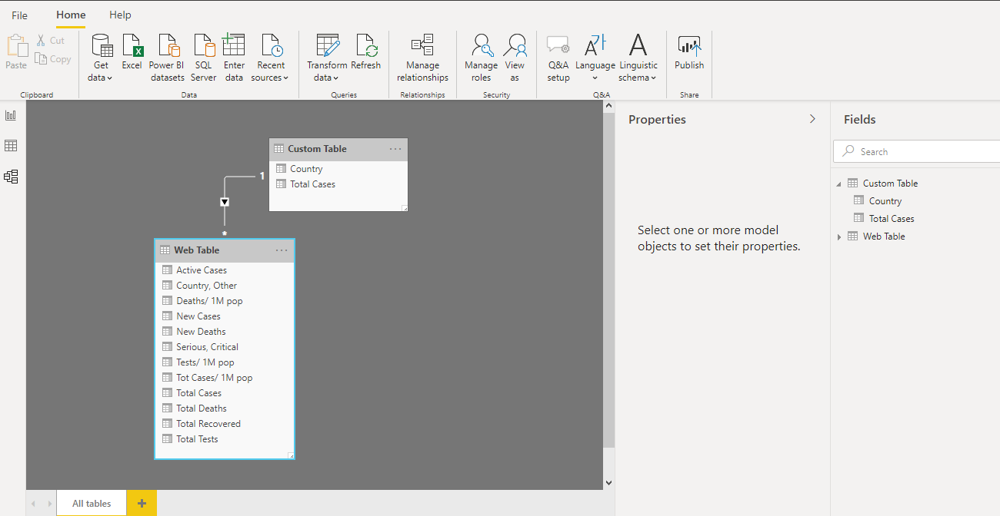 File Home Help
Paste
Cut
Copy
Clipboard
Get
data
Excel
Power BI
datasets
SQL
Server
Enter
data
Recent
sources
Data
Transform
data
Refresh
Queries
Manage
relationships
Relationships
Manage
roles
View
as
Security
Q&A
setup
Language
Linguistic
schema
Q&A
Publish
Share
Custom Table
Country
Total Cases
1
*
Web Table
Active Cases
Country, Other
Deaths/ 1M pop
New Cases
New Deaths
Serious, Critical
Tests/ 1M pop
Tot Cases/ 1M pop
Total Cases
Total Deaths
Total Recovered
Total Tests
All tables
Properties
Select one or more model
objects to set their properties.
Fields
Search
Custom Table
Country
Total Cases
Web Table